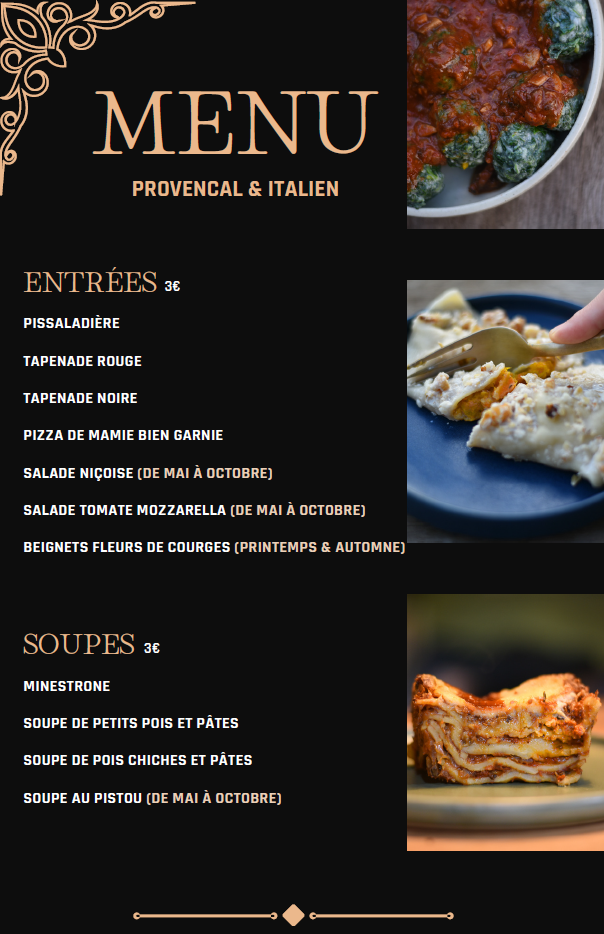 MENU
PROVENCAL & ITALIEN
ENTRÉES 3€
PISSALADIÈRE
TAPENADE ROUGE
TAPENADE NOIRE
PIZZA DE MAMIE BIEN GARNIE
SALADE NIÇOISE (DE MAI À OCTOBRE)
SALADE TOMATE MOZZARELLA (DE MAI À OCTOBRE)
BEIGNETS FLEURS DE COURGES (PRINTEMPS & AUTOMNE)
SOUPES 3€
MINESTRONE
SOUPE DE PETITS POIS ET PÂTES
SOUPE DE POIS CHICHES ET PÂTES
SOUPE AU PISTOU (DE MAI À OCTOBRE)